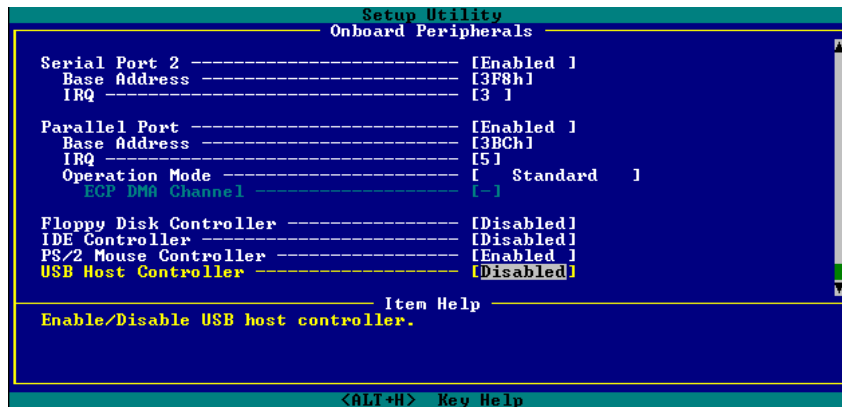 Setup Utility
Onboard Peripherals
Serial Port 2 ------------------------- [Enabled ]
Base Address ------------------------ [3F8h]
IRQ --------------------------------- [3 ]
Parallel Port ------------------------- [Enabled ]
Base Address ------------------------ [3BCh]
IRQ --------------------------------- [5]
Operation Mode ---------------------- [   Standard   ]
ECP DMA Channel ------------------- [-]
Floppy Disk Controller ---------------- [Disabled]
IDE Controller ------------------------ [Disabled]
PS/2 Mouse Controller ----------------- [Enabled ]
USB Host Controller ------------------- [Disabled]
Item Help
Enable/Disable USB host controller.
<ALT+H> Key Help